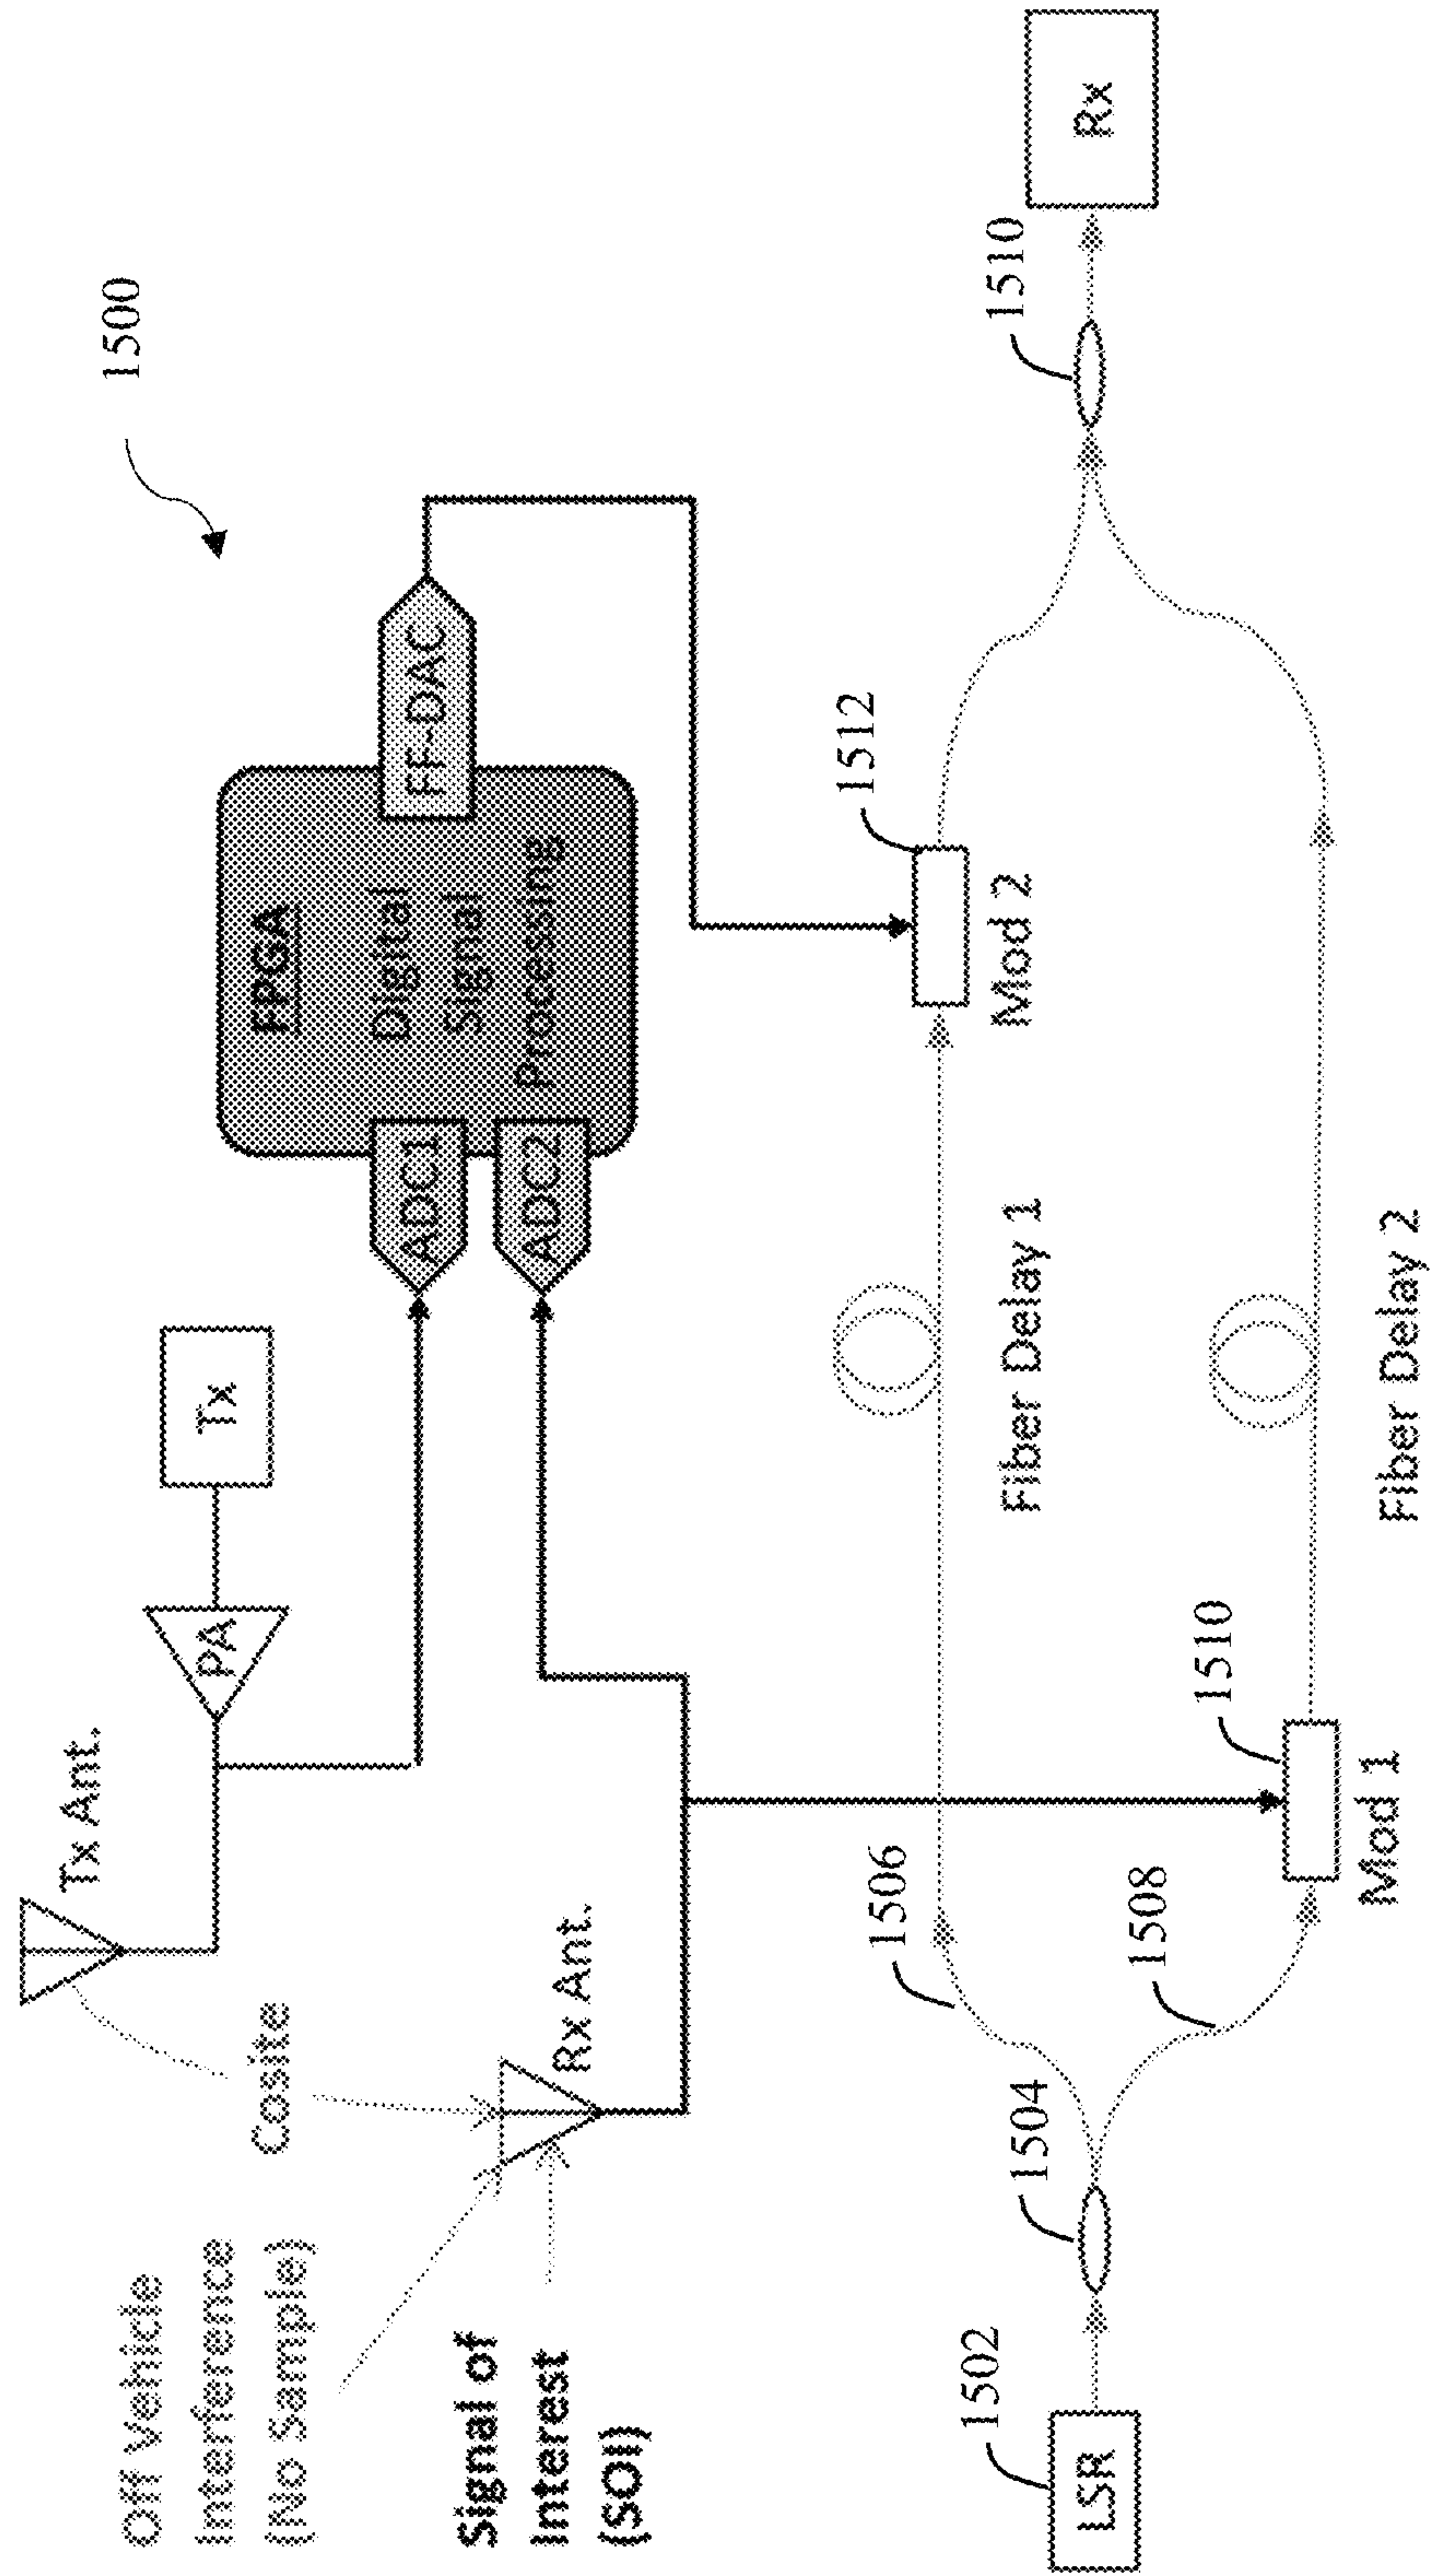 1500
Tx Ant.
PA
Tx
Cosite
Off Vehicle
Interference
(No Sample)
Signal of
Interest
(SOI)
Rx Ant.
ADC1
ADC2
FPGA
Digital
Signal
Processing
FF-DAC
1502
LSR
1504
1506
1508
1510
Mod 1
Fiber Delay 1
Fiber Delay 2
1512
Mod 2
1510
Rx